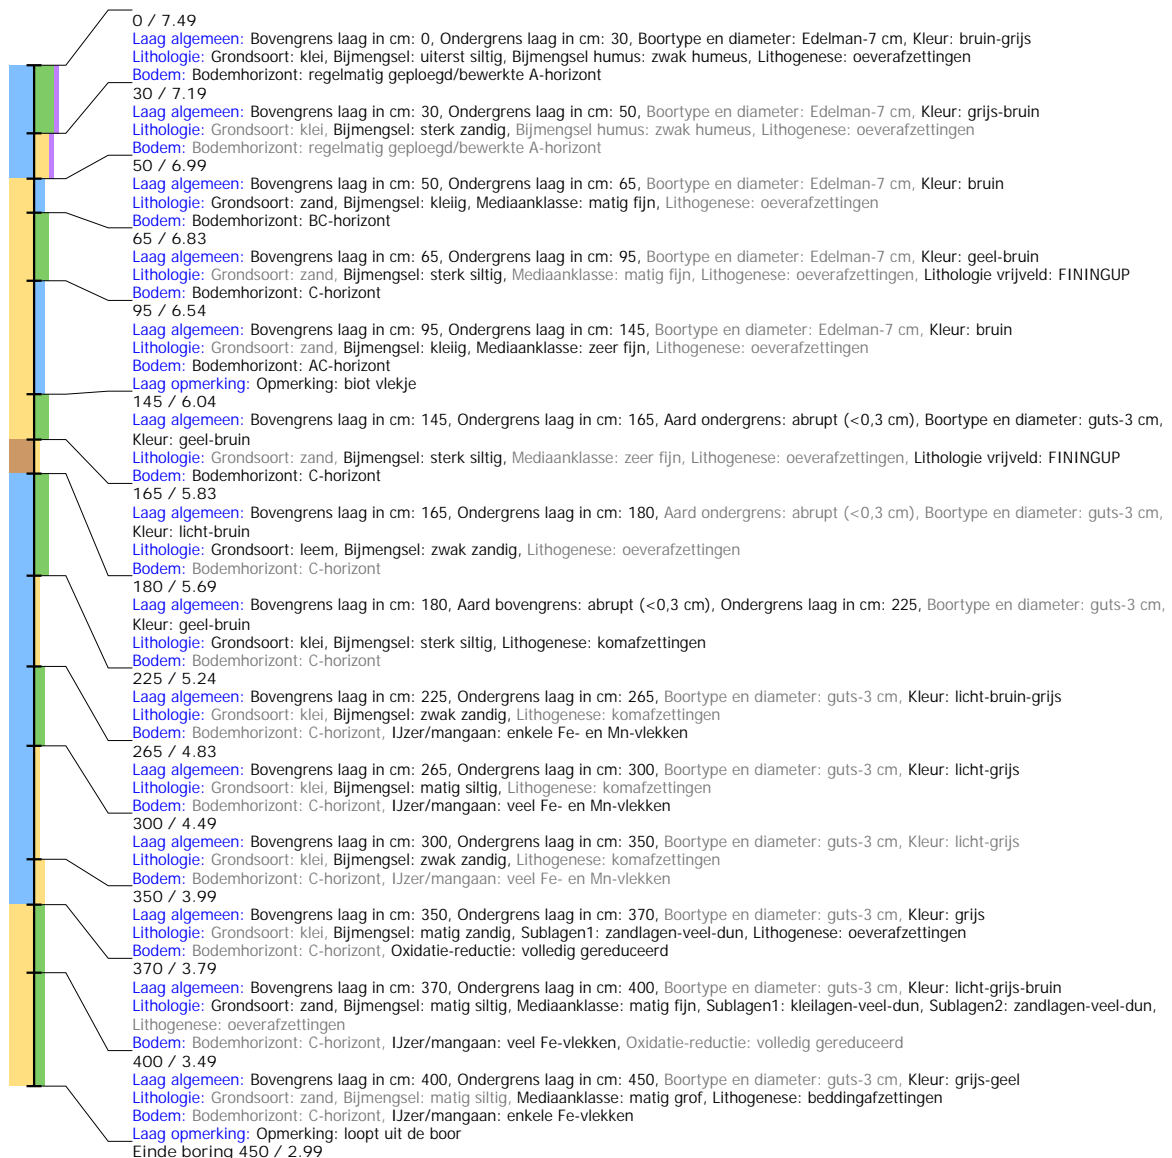 0 / 7.49
Laag algemeen: Bovengrens laag in cm: 0, Ondergrens laag in cm: 30, Boortype en diameter: Edelman-7 cm, Kleur: bruin-grijs
Lithologie: Grondsoort: klei, Bijmengsel: uiterst siltig, Bijmengsel humus: zwak humeus, Lithogenese: oeverafzettingen
Bodem: Bodemhorizont: regelmatig geploegd/bewerkte A-horizont
30 / 7.19
Laag algemeen: Bovengrens laag in cm: 30, Ondergrens laag in cm: 50, Boortype en diameter: Edelman-7 cm, Kleur: grijs-bruin
Lithologie: Grondsoort: klei, Bijmengsel: sterk zandig, Bijmengsel humus: zwak humeus, Lithogenese: oeverafzettingen
Bodem: Bodemhorizont: regelmatig geploegd/bewerkte A-horizont
50 / 6.99
Laag algemeen: Bovengrens laag in cm: 50, Ondergrens laag in cm: 65, Boortype en diameter: Edelman-7 cm, Kleur: bruin
Lithologie: Grondsoort: zand, Bijmengsel: kleiig, Mediaanklasse: matig fijn, Lithogenese: oeverafzettingen
Bodem: Bodemhorizont: BC-horizont
65 / 6.83
Laag algemeen: Bovengrens laag in cm: 65, Ondergrens laag in cm: 95, Boortype en diameter: Edelman-7 cm, Kleur: geel-bruin
Lithologie: Grondsoort: zand, Bijmengsel: sterk siltig, Mediaanklasse: matig fijn, Lithogenese: oeverafzettingen, Lithologie vrijveld: FININGUP
Bodem: Bodemhorizont: C-horizont
95 / 6.54
Laag algemeen: Bovengrens laag in cm: 95, Ondergrens laag in cm: 145, Boortype en diameter: Edelman-7 cm, Kleur: bruin
Lithologie: Grondsoort: zand, Bijmengsel: kleiig, Mediaanklasse: zeer fijn, Lithogenese: oeverafzettingen
Bodem: Bodemhorizont: AC-horizont
Laag opmerking: Opmerking: biot vlekje
145 / 6.04
Laag algemeen: Bovengrens laag in cm: 145, Ondergrens laag in cm: 165, Aard ondergrens: abrupt (<0,3 cm), Boortype en diameter: guts-3 cm,
Kleur: geel-bruin
Lithologie: Grondsoort: zand, Bijmengsel: sterk siltig, Mediaanklasse: zeer fijn, Lithogenese: oeverafzettingen, Lithologie vrijveld: FININGUP
Bodem: Bodemhorizont: C-horizont
165 / 5.83
Laag algemeen: Bovengrens laag in cm: 165, Ondergrens laag in cm: 180, Aard ondergrens: abrupt (<0,3 cm), Boortype en diameter: guts-3 cm,
Kleur: licht-bruin
Lithologie: Grondsoort: leem, Bijmengsel: zwak zandig, Lithogenese: oeverafzettingen
Bodem: Bodemhorizont: C-horizont
180 / 5.69
Laag algemeen: Bovengrens laag in cm: 180, Aard bovengrens: abrupt (<0,3 cm), Ondergrens laag in cm: 225, Boortype en diameter: guts-3 cm,
Kleur: geel-bruin
Lithologie: Grondsoort: klei, Bijmengsel: sterk siltig, Lithogenese: komafzettingen
Bodem: Bodemhorizont: C-horizont
225 / 5.24
Laag algemeen: Bovengrens laag in cm: 225, Ondergrens laag in cm: 265, Boortype en diameter: guts-3 cm, Kleur: licht-bruin-grijs
Lithologie: Grondsoort: klei, Bijmengsel: zwak zandig, Lithogenese: komafzettingen
Bodem: Bodemhorizont: C-horizont, IJzer/mangaan: enkele Fe- en Mn-vlekken
265 / 4.83
Laag algemeen: Bovengrens laag in cm: 265, Ondergrens laag in cm: 300, Boortype en diameter: guts-3 cm, Kleur: licht-grijs
Lithologie: Grondsoort: klei, Bijmengsel: matig siltig, Lithogenese: komafzettingen
Bodem: Bodemhorizont: C-horizont, IJzer/mangaan: veel Fe- en Mn-vlekken
300 / 4.49
Laag algemeen: Bovengrens laag in cm: 300, Ondergrens laag in cm: 350, Boortype en diameter: guts-3 cm, Kleur: licht-grijs
Lithologie: Grondsoort: klei, Bijmengsel: zwak zandig, Lithogenese: komafzettingen
Bodem: Bodemhorizont: C-horizont, IJzer/mangaan: veel Fe- en Mn-vlekken
350 / 3.99
Laag algemeen: Bovengrens laag in cm: 350, Ondergrens laag in cm: 370, Boortype en diameter: guts-3 cm, Kleur: grijs
Lithologie: Grondsoort: klei, Bijmengsel: matig zandig, Sublagen1: zandlagen-veel-dun, Lithogenese: oeverafzettingen
Bodem: Bodemhorizont: C-horizont, Oxidatie-reductie: volledig gereduceerd
370 / 3.79
Laag algemeen: Bovengrens laag in cm: 370, Ondergrens laag in cm: 400, Boortype en diameter: guts-3 cm, Kleur: licht-grijs-bruin
Lithologie: Grondsoort: zand, Bijmengsel: matig siltig, Mediaanklasse: matig fijn, Sublagen1: kleilagen-veel-dun, Sublagen2: zandlagen-veel-dun,
Lithogenese: oeverafzettingen
Bodem: Bodemhorizont: C-horizont, IJzer/mangaan: veel Fe-vlekken, Oxidatie-reductie: volledig gereduceerd
400 / 3.49
Laag algemeen: Bovengrens laag in cm: 400, Ondergrens laag in cm: 450, Boortype en diameter: guts-3 cm, Kleur: grijs-geel
Lithologie: Grondsoort: zand, Bijmengsel: matig siltig, Mediaanklasse: matig grof, Lithogenese: beddingafzettingen
Bodem: Bodemhorizont: C-horizont, IJzer/mangaan: enkele Fe-vlekken
Laag opmerking: Opmerking: loopt uit de boor
Einde boring 450 / 2.99